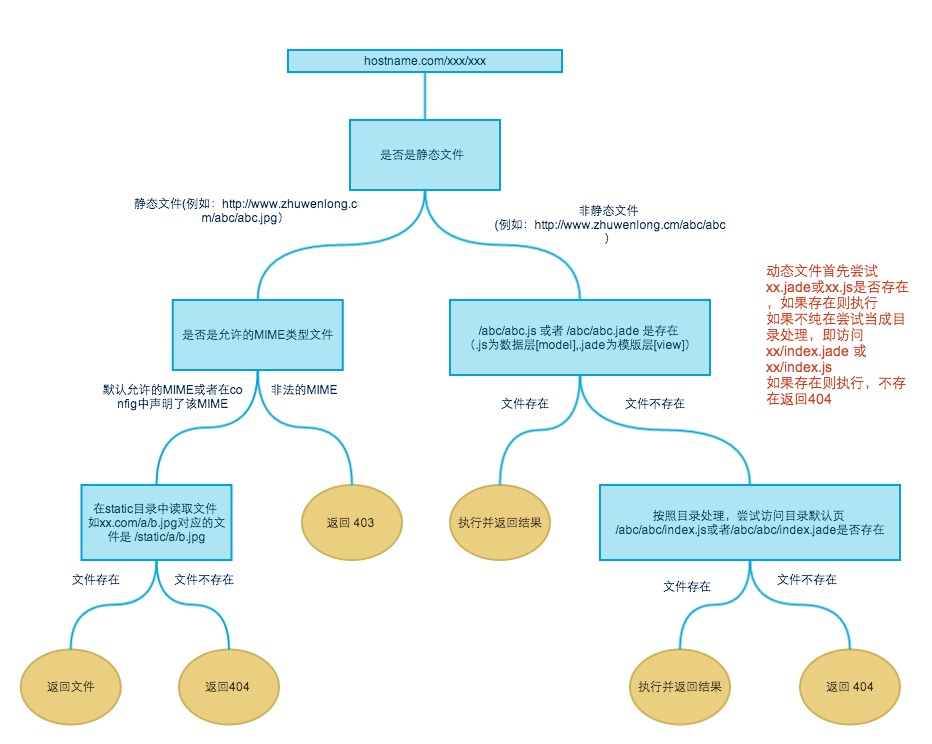 hostname.com/xxx/xxx
是否是静态文件
静态文件(例如：http://www.zhuwenlong.c
m/abc/abc.jpg）
非静态文件
(例如：http://www.zhuwenlong.cm/abc/abc
）
动态文件首先尝试
xx.jade或xx.js是否存在
，如果存在则执行
如果不纯在尝试当成目
录处理，即访问
xx/index.jade 或
xx/index.js
如果存在则执行，不存
在返回404
是否是允许的MIME类型文件
/abc/abc.js 或者 /abc/abc.jade 是存在
（.js为数据层[model],.jade为模版层[view]）
默认允许的MIME或者在co
nfig中声明了该MIME
非法的MIME
文件存在
文件不存在
在static目录中读取文件
如xx.com/a/b.jpg对应的文
件是 /static/a/b.jpg
返回 403
执行并返回结果
按照目录处理，尝试访问目录默认页
/abc/abc/index.js或者/abc/abc/index.jade是否存在
文件存在
文件不存在
文件存在
文件不存在
返回文件
返回404
执行并返回结果
返回 404